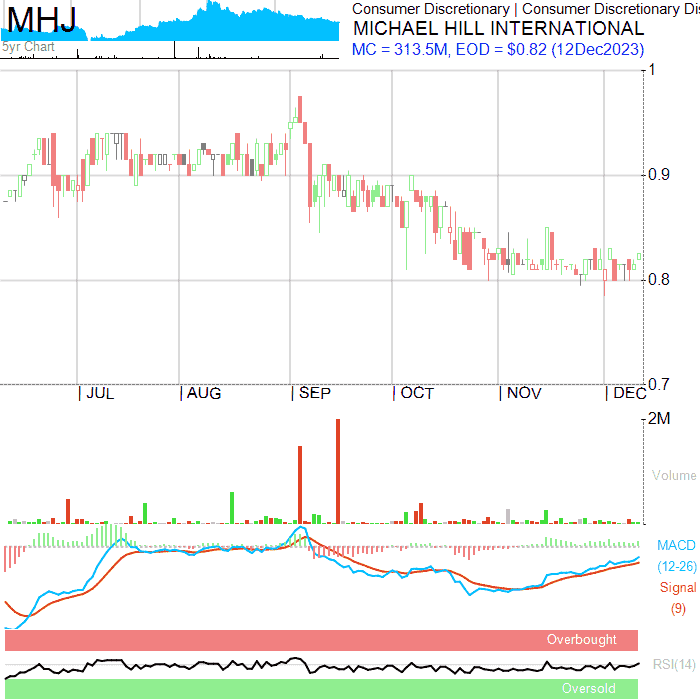 MHJ
5yr Chart
Consumer Discretionary | Consumer Discretionary Dis
MICHAEL HILL INTERNATIONAL
MC = 313.5M, EOD = $0.82 (12Dec2023)
1
0.9
0.8
0.7
| JUL | AUG | SEP | OCT | NOV | DEC
2M
Volume
MACD
(12-26)
Signal
(9)
Overbought
RSI(14)
Oversold